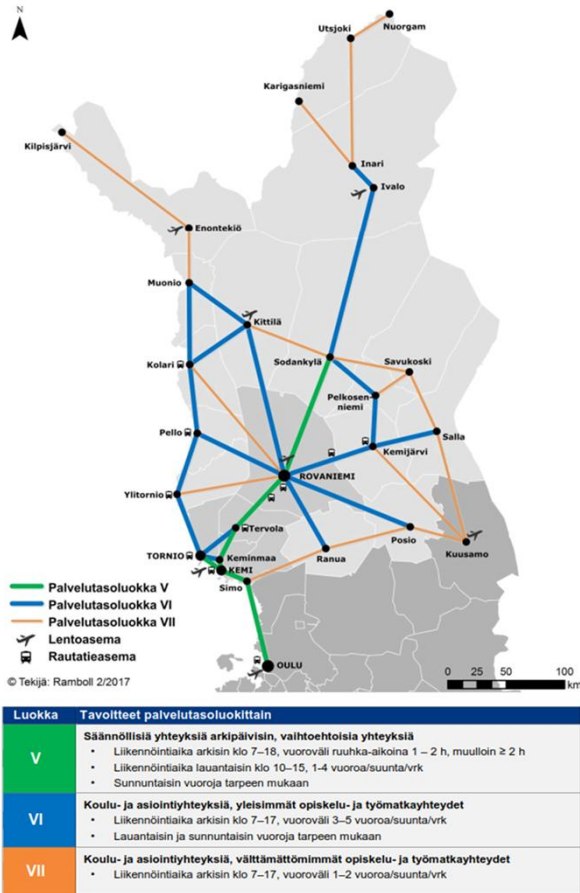 N
Nuorgam
Utsjoki
Karigasniemi
Kilpisjärvi
Inari
Ivalo
Enontekiö
Muonio
Kittilä
Sodankylä
Savukoski
Kolari
Pelkosen-
niemi
Pello
Salla
Kemijärvi
ROVANIEMI
Ylitornio
Tervola
Posio
Kuusamo
TORNIO
Keminmaa
Ranua
KEMI
Simo
Palvelutasoluokka V
Palvelutasoluokka VI
Palvelutasoluokka VII
Lentoasema
Rautatieasema
OULU
© Tekijä: Ramboll 2/2017
0 25 50 100
km
Luokka Tavoitteet palvelutasoluokittain
V
Säännöllisiä yhteyksiä arkipäivisin, vaihtoehtoisia yhteyksiä
• Liikennöintiaika arkisin klo 7–18, vuoroväli ruuhka-aikoina 1 – 2 h, muulloin ≥ 2 h
• Liikennöintiaika lauantaisin klo 10–15, 1-4 vuoroa/suunta/vrk
• Sunnuntaisin vuoroja tarpeen mukaan
VI
Koulu- ja asiointiyhteyksiä, yleisimmät opiskelu- ja työmatkayhteydet
• Liikennöintiaika arkisin klo 7–17, vuoroväli 3–5 vuoroa/suunta/vrk
• Lauantaisin ja sunnuntaisin vuoroja tarpeen mukaan
VII
Koulu- ja asiointiyhteyksiä, välttämättömimmät opiskelu- ja työmatkayhteydet
• Liikennöintiaika arkisin klo 7–17, vuoroväli 1–2 vuoroa/suunta/vrk